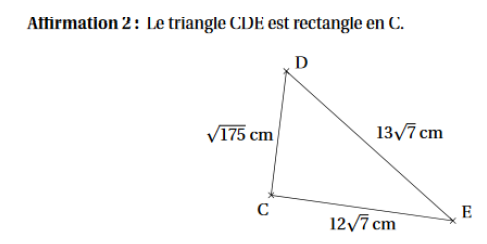 Affirmation 2 : Le triangle CDE est rectangle en C.
D
√175 cm
13√7 cm
C
E
12√7 cm